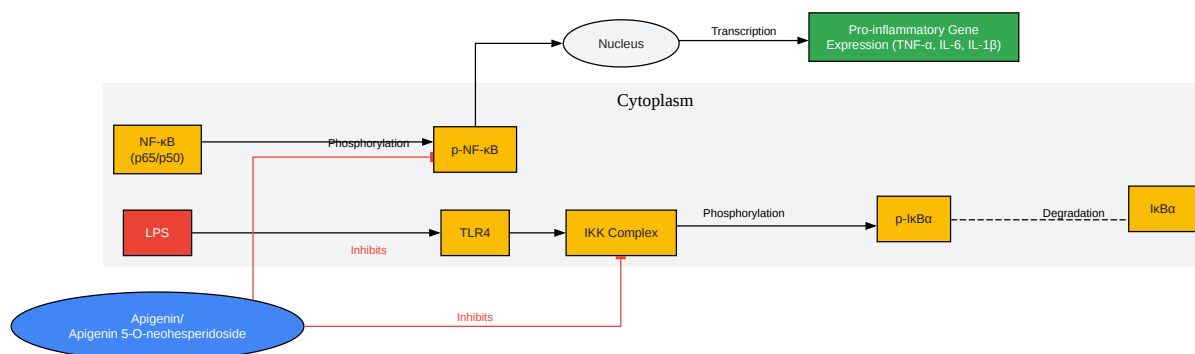 Nucleus
Transcription
Pro-inflammatory Gene
Expression (TNF-α, IL-6, IL-1β)
Cytoplasm
NF-κB
(p65/p50)
Phosphorylation
p-NF-κB
LPS
Inhibits
TLR4
IKK Complex
Phosphorylation
p-IκBα
Degradation
IκBα
Apigenin/
Apigenin 5-O-neohesperidoside
Inhibits